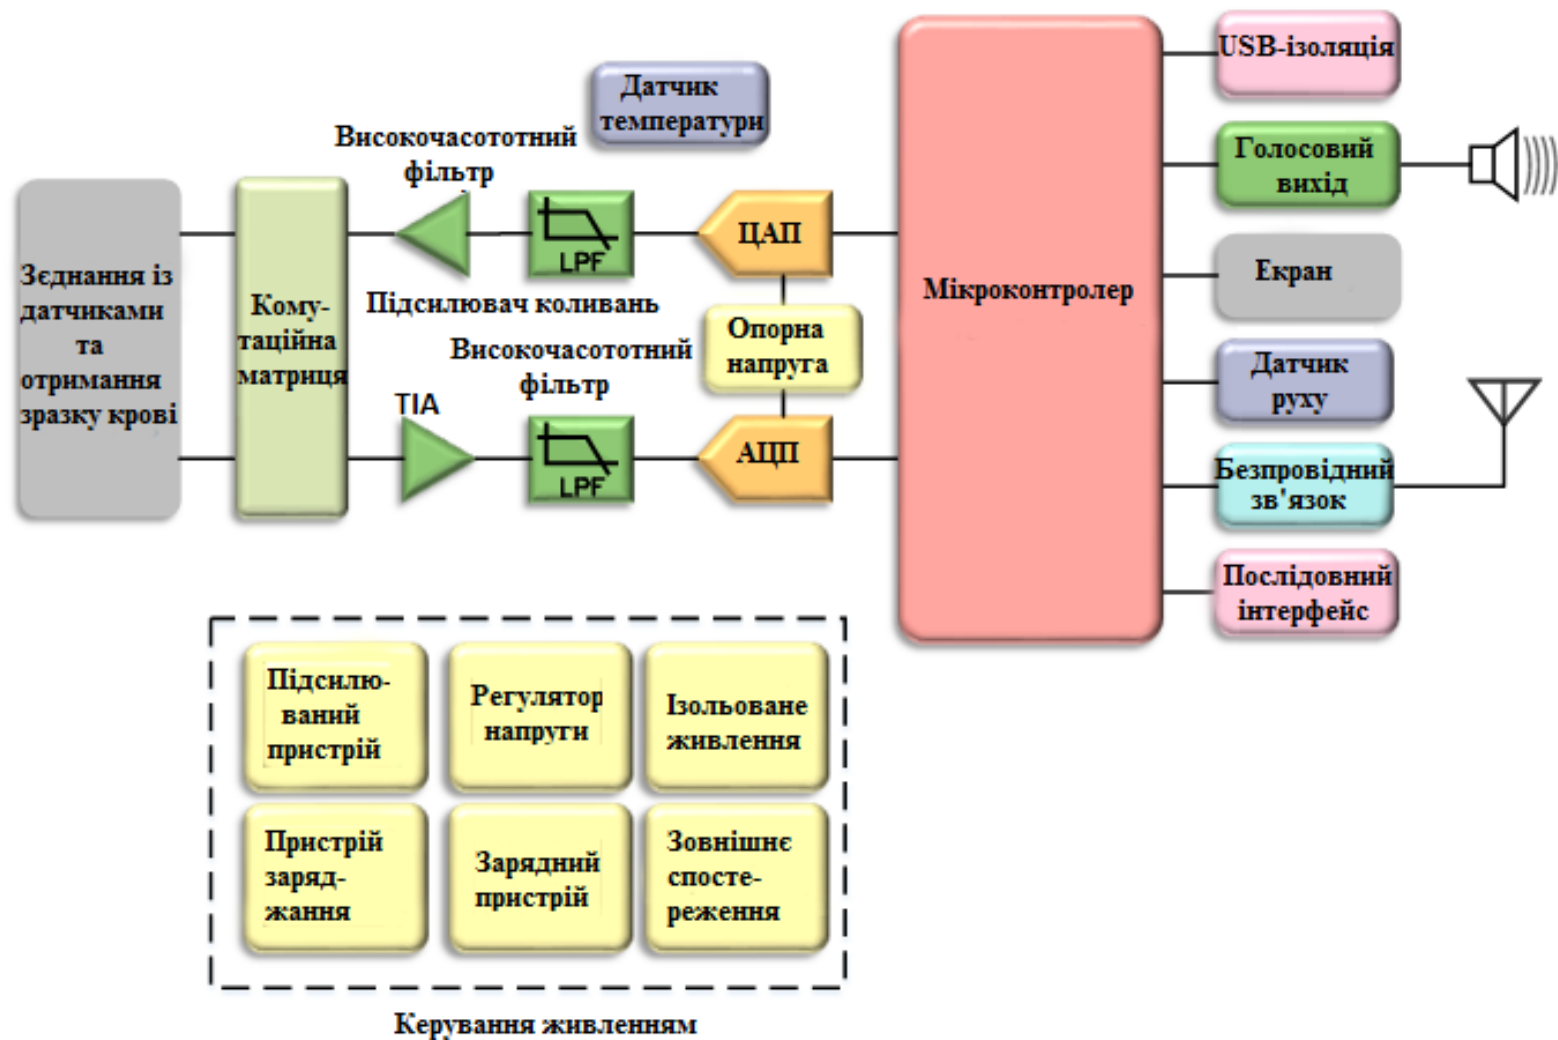 USB-ізоляція
Датчик
температури
Високочасототний
фільтр
Голосовий
вихід
LPF
ЦАП
Зєднання із
датчиками
та
отримання
зразку крові
Кому-
таційна
матриця
Підсилювач коливань
Опорна
напруга
Мікроконтролер
Екран
Високочасототний
фільтр
Датчик
руху
TIA
LPF
АЦП
Безпровідний
зв'язок
Послідовний
інтерфейс
Підсилю-
ваний
пристрій
Регулятор
напруги
Ізольоване
живлення
Пристрій
заряд-
жання
Зарядний
пристрій
Зовнішнє
спосте-
реження
Керування живленням